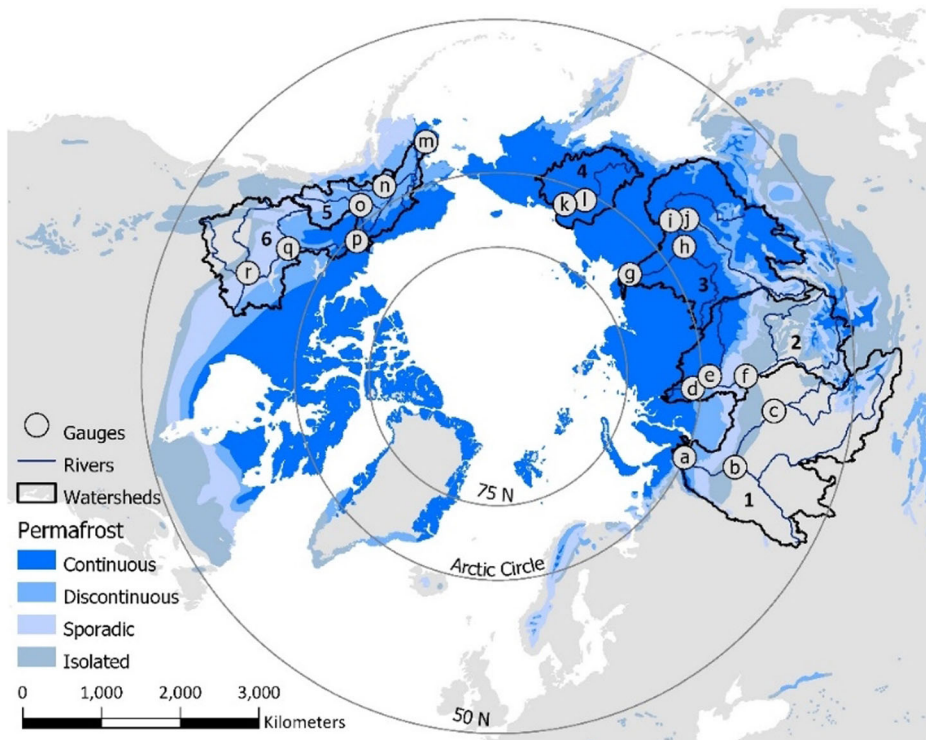 m
n
o
5
6
q
p
r
4
l
k
i
j
h
g
3
2
e
f
d
c
a
b
1
75 N
Arctic Circle
50 N
Gauges
Rivers
Watersheds
Permafrost
Continuous
Discontinuous
Sporadic
Isolated
0 1,000 2,000 3,000
Kilometers